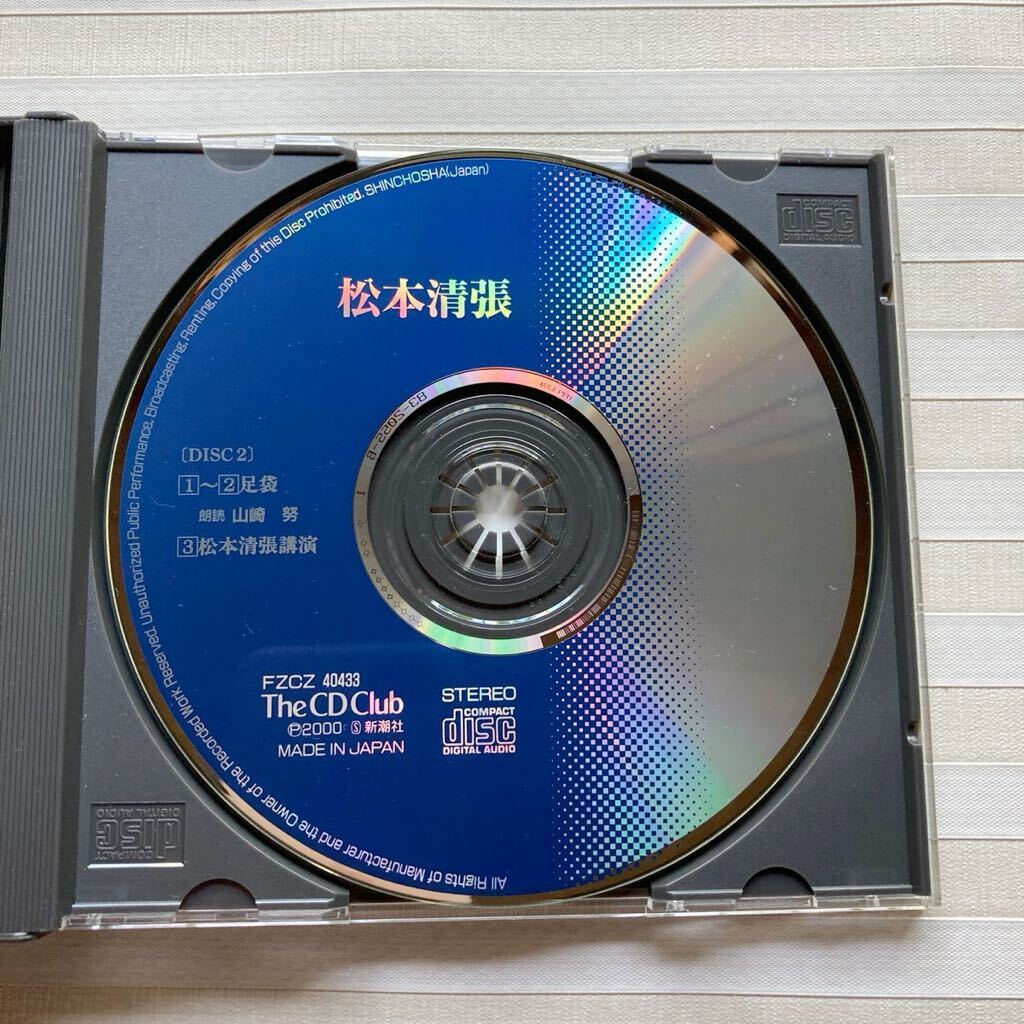 松本清張
〔DISC 2〕
1～2足袋
朗読 山崎 努
3松本清張講演
FZCZ 40433
The CD Club
Ⓟ2000 Ⓢ新潮社
MADE IN JAPAN
STEREO
COMPACT
disc
DIGITAL AUDIO
All Rights of Manufacturer and the Owner of the Recorded Work Reserved. Unauthorized Public Performance, Broadcasting, Renting, Copying of this Disc Prohibited. SHINCHOSHA(Japan)
COMPACT
disc
DIGITAL AUDIO
COMPACT
disc
DIGITAL AUDIO